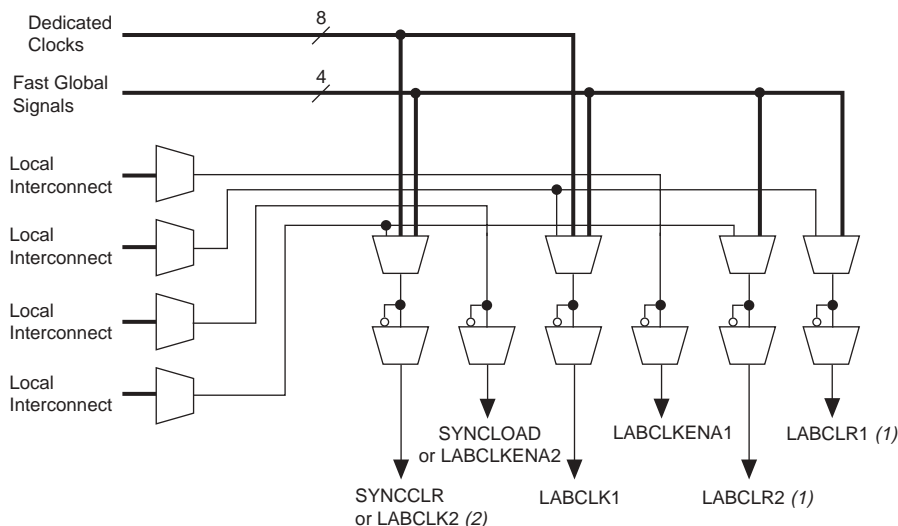 Dedicated
Clocks
8
Fast Global
Signals
4
Local
Interconnect
Local
Interconnect
Local
Interconnect
Local
Interconnect
SYNCLOAD
or LABCLKENA2
LABCLKENA1
LABCLR1 (1)
SYNCCLR
or LABCLK2 (2)
LABCLK1
LABCLR2 (1)